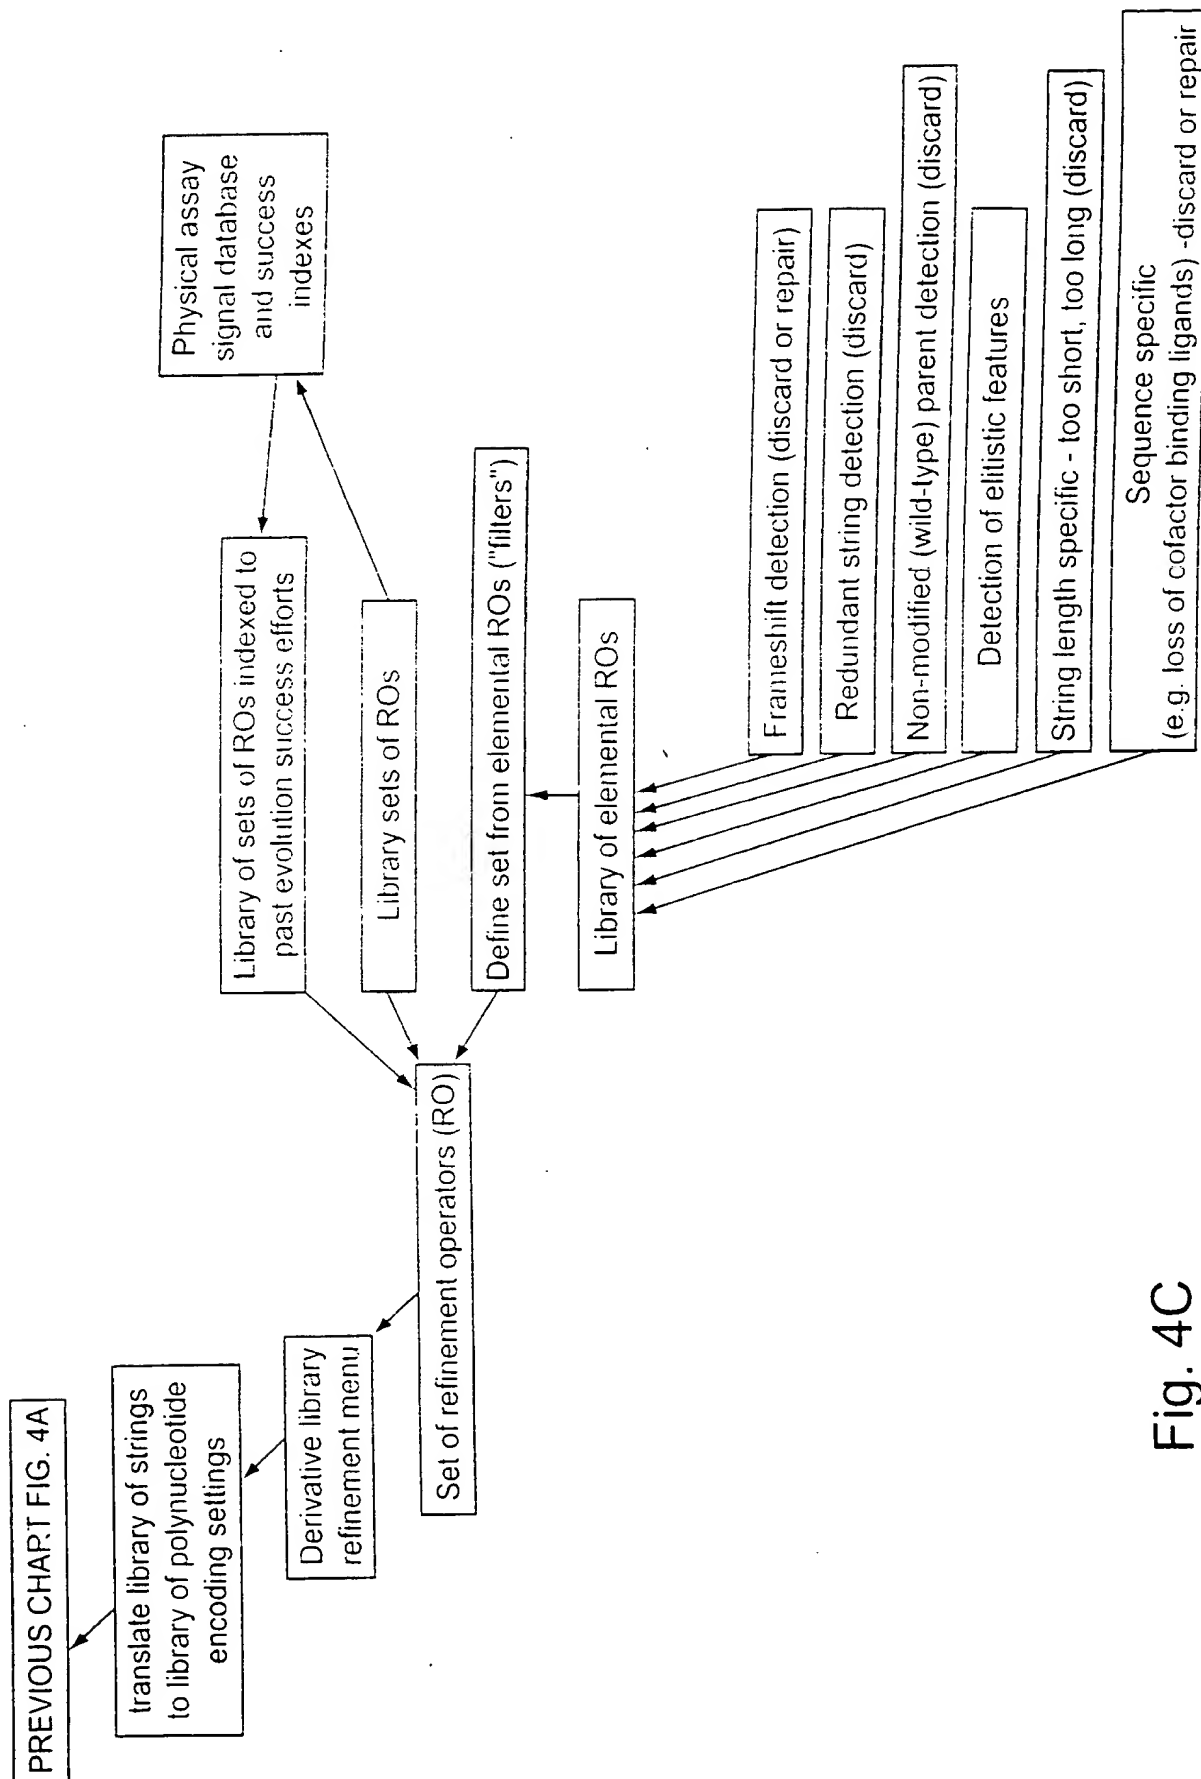 PREVIOUS CHART FIG. 4A
translate library of strings
to library of polynucleotide
encoding settings
Derivative library
refinement menu
Set of refinement operators (RO)
Library of sets of ROs indexed to
past evolution success efforts
Physical assay
signal database
and success
indexes
Library sets of ROs
Define set from elemental ROs ("filters")
Library of elemental ROs
Frameshift detection (discard or repair)
Redundant string detection (discard)
Non-modified (wild-type) parent detection (discard)
Detection of elitistic features
String length specific - too short, too long (discard)
Sequence specific
(e.g. loss of cofactor binding ligands) -discard or repair
Fig. 4C